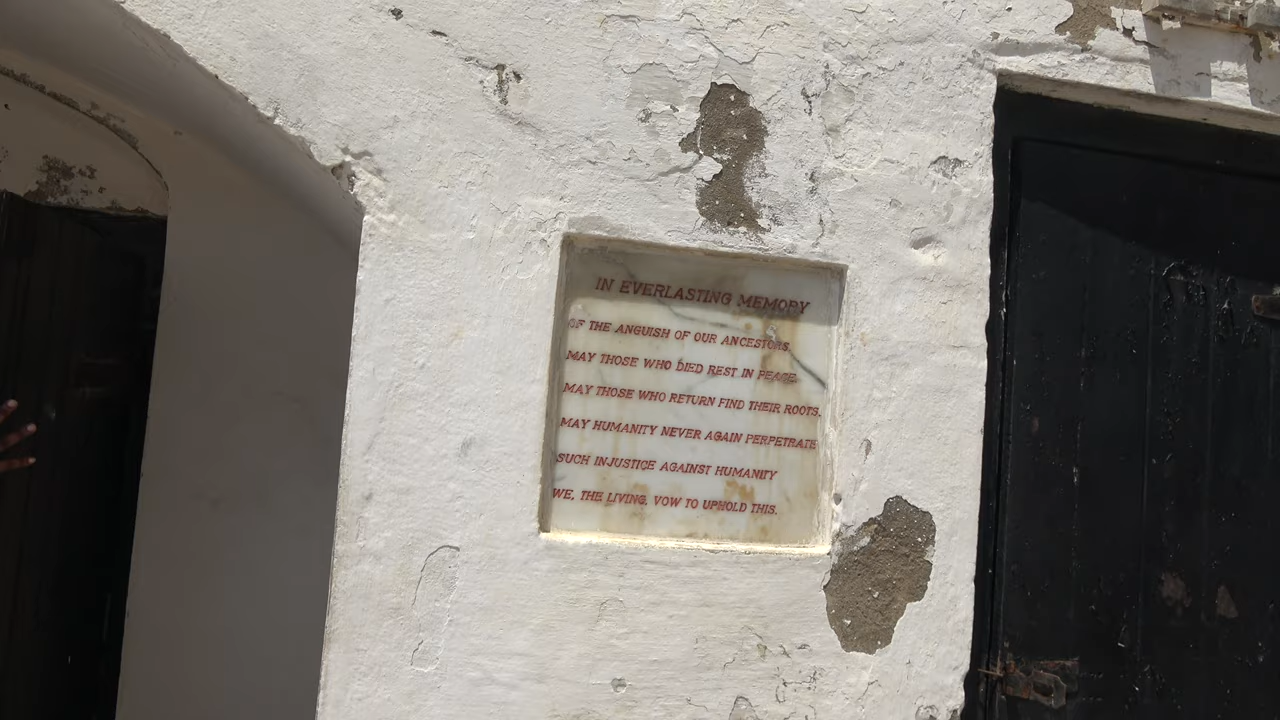 IN EVERLASTING MEMORY
OF THE ANGUISH OF OUR ANCESTORS.
MAY THOSE WHO DIED REST IN PEACE.
MAY THOSE WHO RETURN FIND THEIR ROOTS.
MAY HUMANITY NEVER AGAIN PERPETRATE
SUCH INJUSTICE AGAINST HUMANITY
WE, THE LIVING, VOW TO UPHOLD THIS.